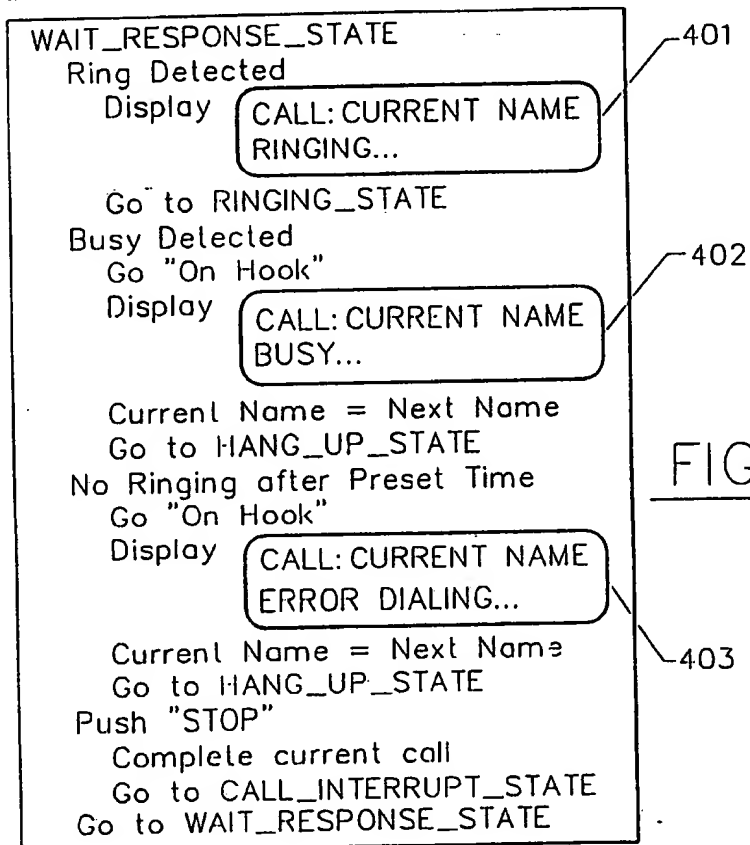 WAIT_RESPONSE_STATE
401
Ring Detected
Display
CALL: CURRENT NAME
RINGING...
Go to RINGING_STATE
Busy Detected
402
Go "On Hook"
Display
CALL: CURRENT NAME
BUSY...
Current Name = Next Name
Go to HANG_UP_STATE
No Ringing after Preset Time
FIG
Go "On Hook"
Display
CALL: CURRENT NAME
ERROR DIALING...
403
Current Name = Next Name
Go to HANG_UP_STATE
Push "STOP"
Complete current call
Go to CALL_INTERRUPT_STATE
Go to WAIT_RESPONSE_STATE